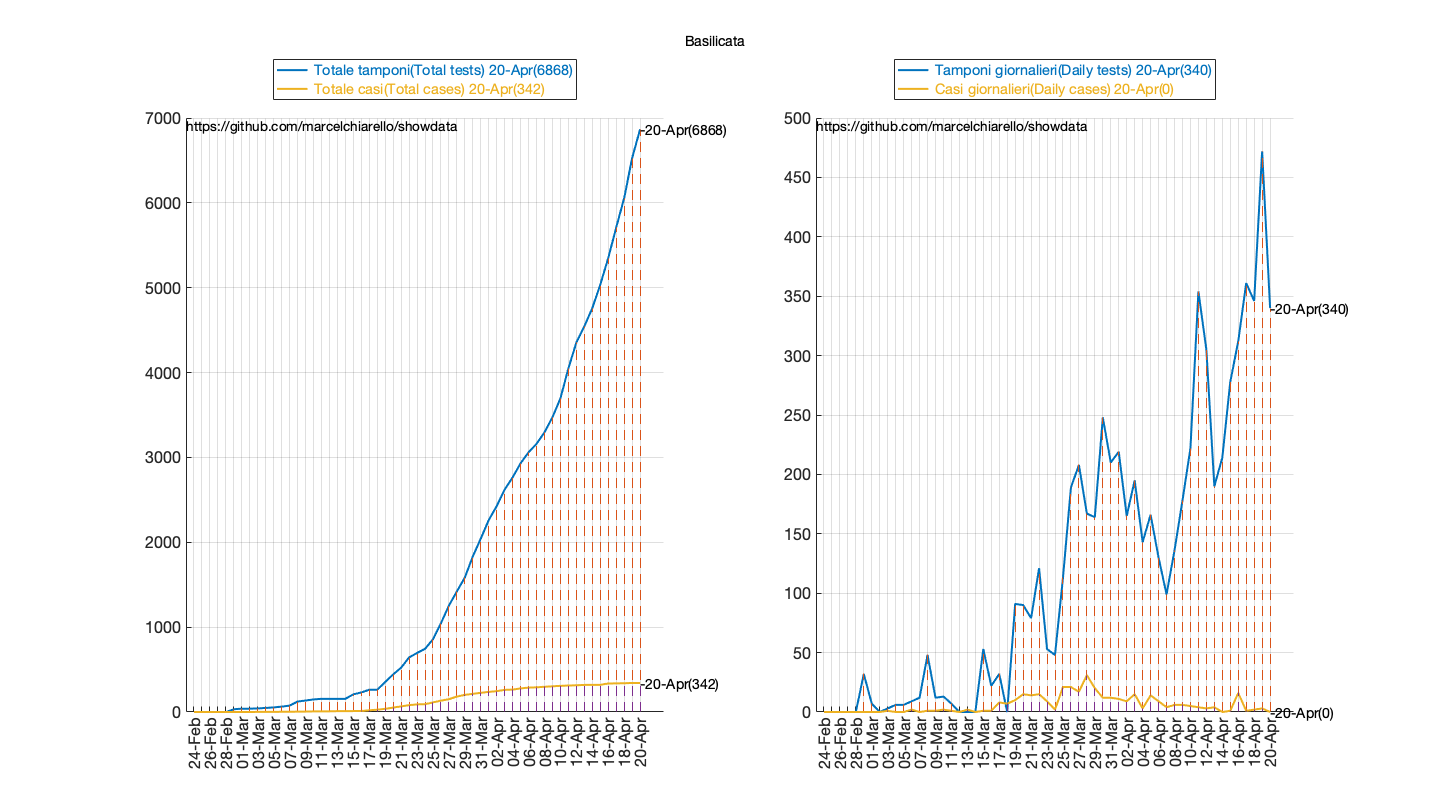 Basilicata
Totale tamponi(Total tests) 20-Apr(6868)
Totale casi(Total cases) 20-Apr(342)
7000
6000
5000
4000
3000
2000
1000
0
https://github.com/marcelchiarello/showdata
-20-Apr(6868)
-20-Apr(342)
24-Feb
26-Feb
28-Feb
01-Mar
03-Mar
05-Mar
07-Mar
09-Mar
11-Mar
13-Mar
15-Mar
17-Mar
19-Mar
21-Mar
23-Mar
25-Mar
27-Mar
29-Mar
31-Mar
02-Apr
04-Apr
06-Apr
08-Apr
10-Apr
12-Apr
14-Apr
16-Apr
18-Apr
20-Apr
Tamponi giornalieri(Daily tests) 20-Apr(340)
Casi giornalieri(Daily cases) 20-Apr(0)
500
450
400
350
300
250
200
150
100
50
0
https://github.com/marcelchiarello/showdata
-20-Apr(340)
-20-Apr(0)
24-Feb
26-Feb
28-Feb
01-Mar
03-Mar
05-Mar
07-Mar
09-Mar
11-Mar
13-Mar
15-Mar
17-Mar
19-Mar
21-Mar
23-Mar
25-Mar
27-Mar
29-Mar
31-Mar
02-Apr
04-Apr
06-Apr
08-Apr
10-Apr
12-Apr
14-Apr
16-Apr
18-Apr
20-Apr